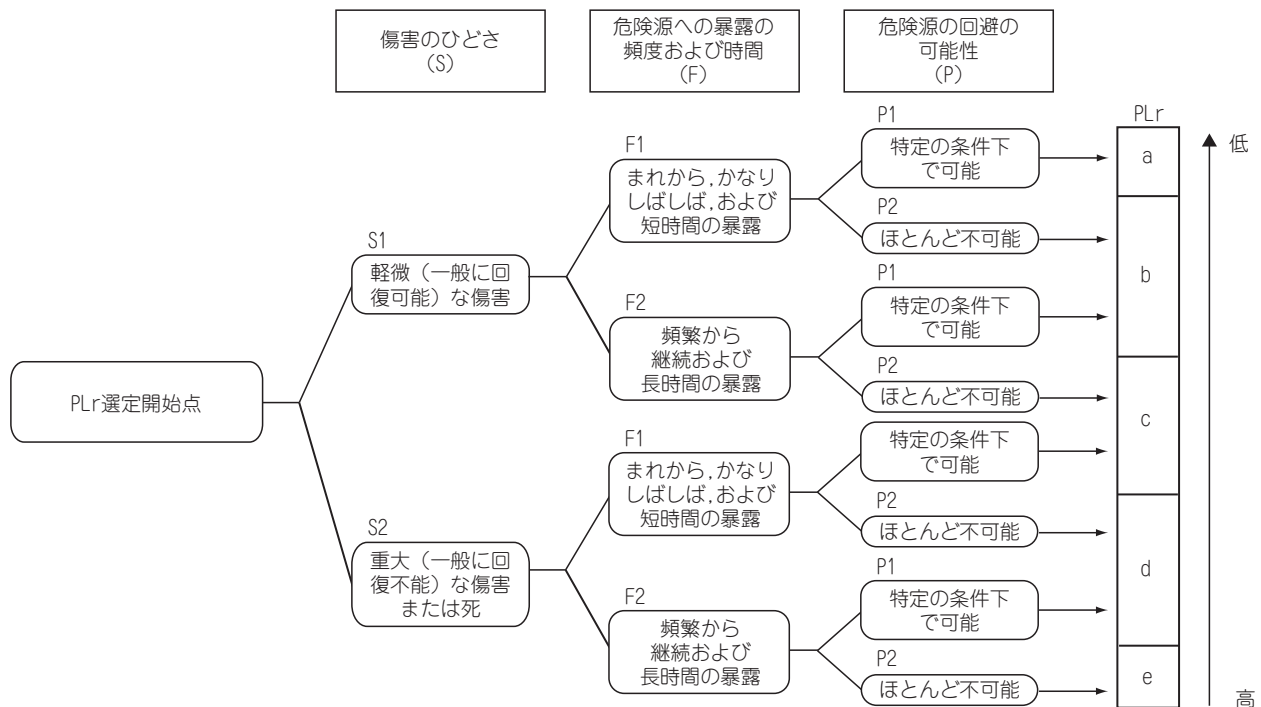 傷害のひどさ
（S）
危険源への暴露の
頻度および時間
（F）
危険源の回避の
可能性
（P）
PLr選定開始点
S1
軽微（一般に回
復可能）な傷害
S2
重大（一般に回
復不能）な傷害
または死
F1
まれから,かなり
しばしば,および
短時間の暴露
F2
頻繁から
継続および
長時間の暴露
F1
まれから,かなり
しばしば,および
短時間の暴露
F2
頻繁から
継続および
長時間の暴露
P1
特定の条件下
で可能
P2
ほとんど不可能
P1
特定の条件下
で可能
P2
ほとんど不可能
P1
特定の条件下
で可能
P2
ほとんど不可能
P1
特定の条件下
で可能
P2
ほとんど不可能
PLr
a
b
c
d
e
低
高